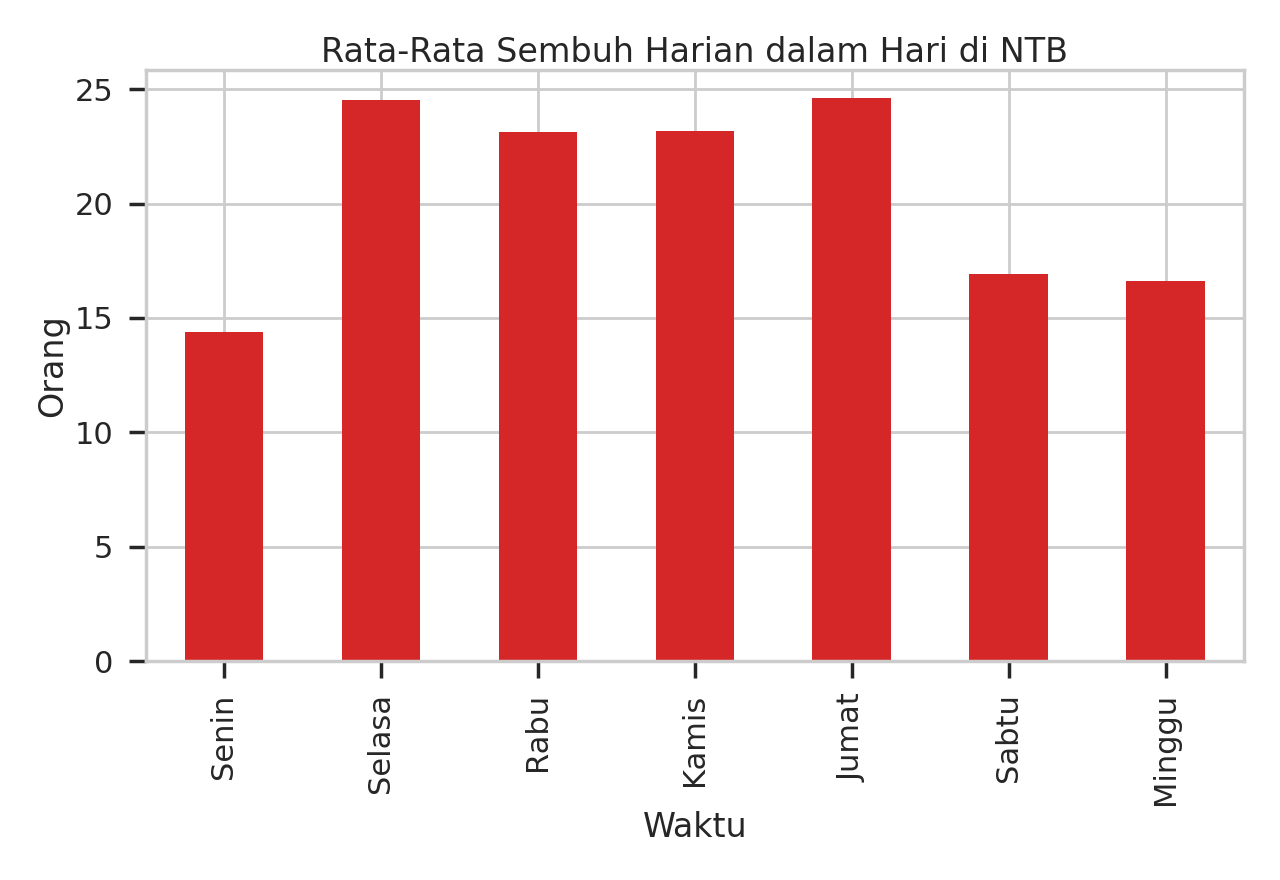 Rata-Rata Sembuh Harian dalam Hari di NTB
Orang
25
20
15
10
5
0
Senin
Selasa
Rabu
Kamis
Jumat
Sabtu
Minggu
Waktu